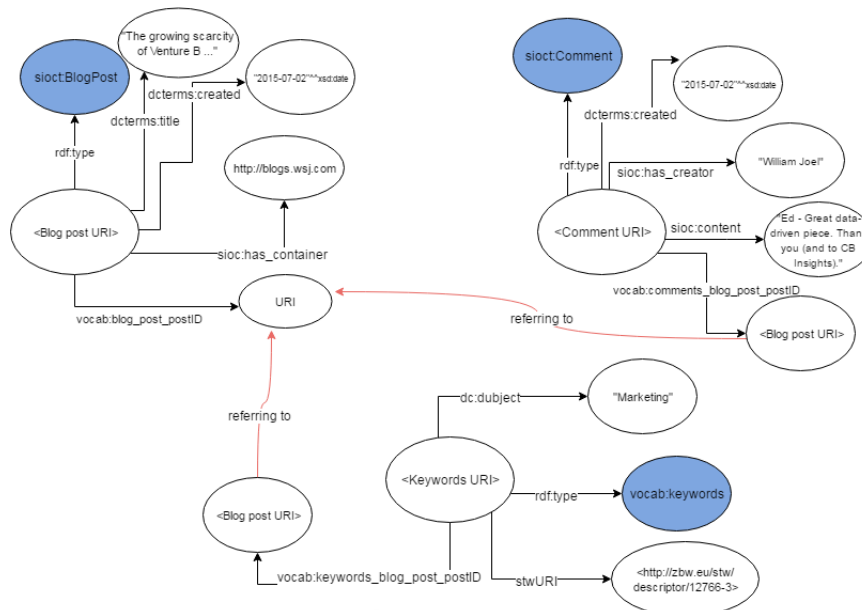 "The growing scarcity
of Venture B ..."
sioct:BlogPost
"2015-07-02"^^xsd:date
dcterms:created
dcterms:title
rdf:type
http://blogs.wsj.com
<Blog post URI>
sioc:has_container
URI
vocab:blog_post_postID
sioct:Comment
"2015-07-02"^^xsd:date
dcterms:created
rdf:type
"William Joel"
sioc:has_creator
"Ed - Great data-
driven piece. Thank
you (and to CB
Insights)."
sioc:content
<Comment URI>
vocab:comments_blog_post_postID
referring to
<Blog post URI>
referring to
dc:dubject
"Marketing"
<Keywords URI>
rdf.type
vocab:keywords
<Blog post URI>
vocab:keywords_blog_post_postID
stwURI
<http://zbw.eu/stw/
descriptor/12766-3>